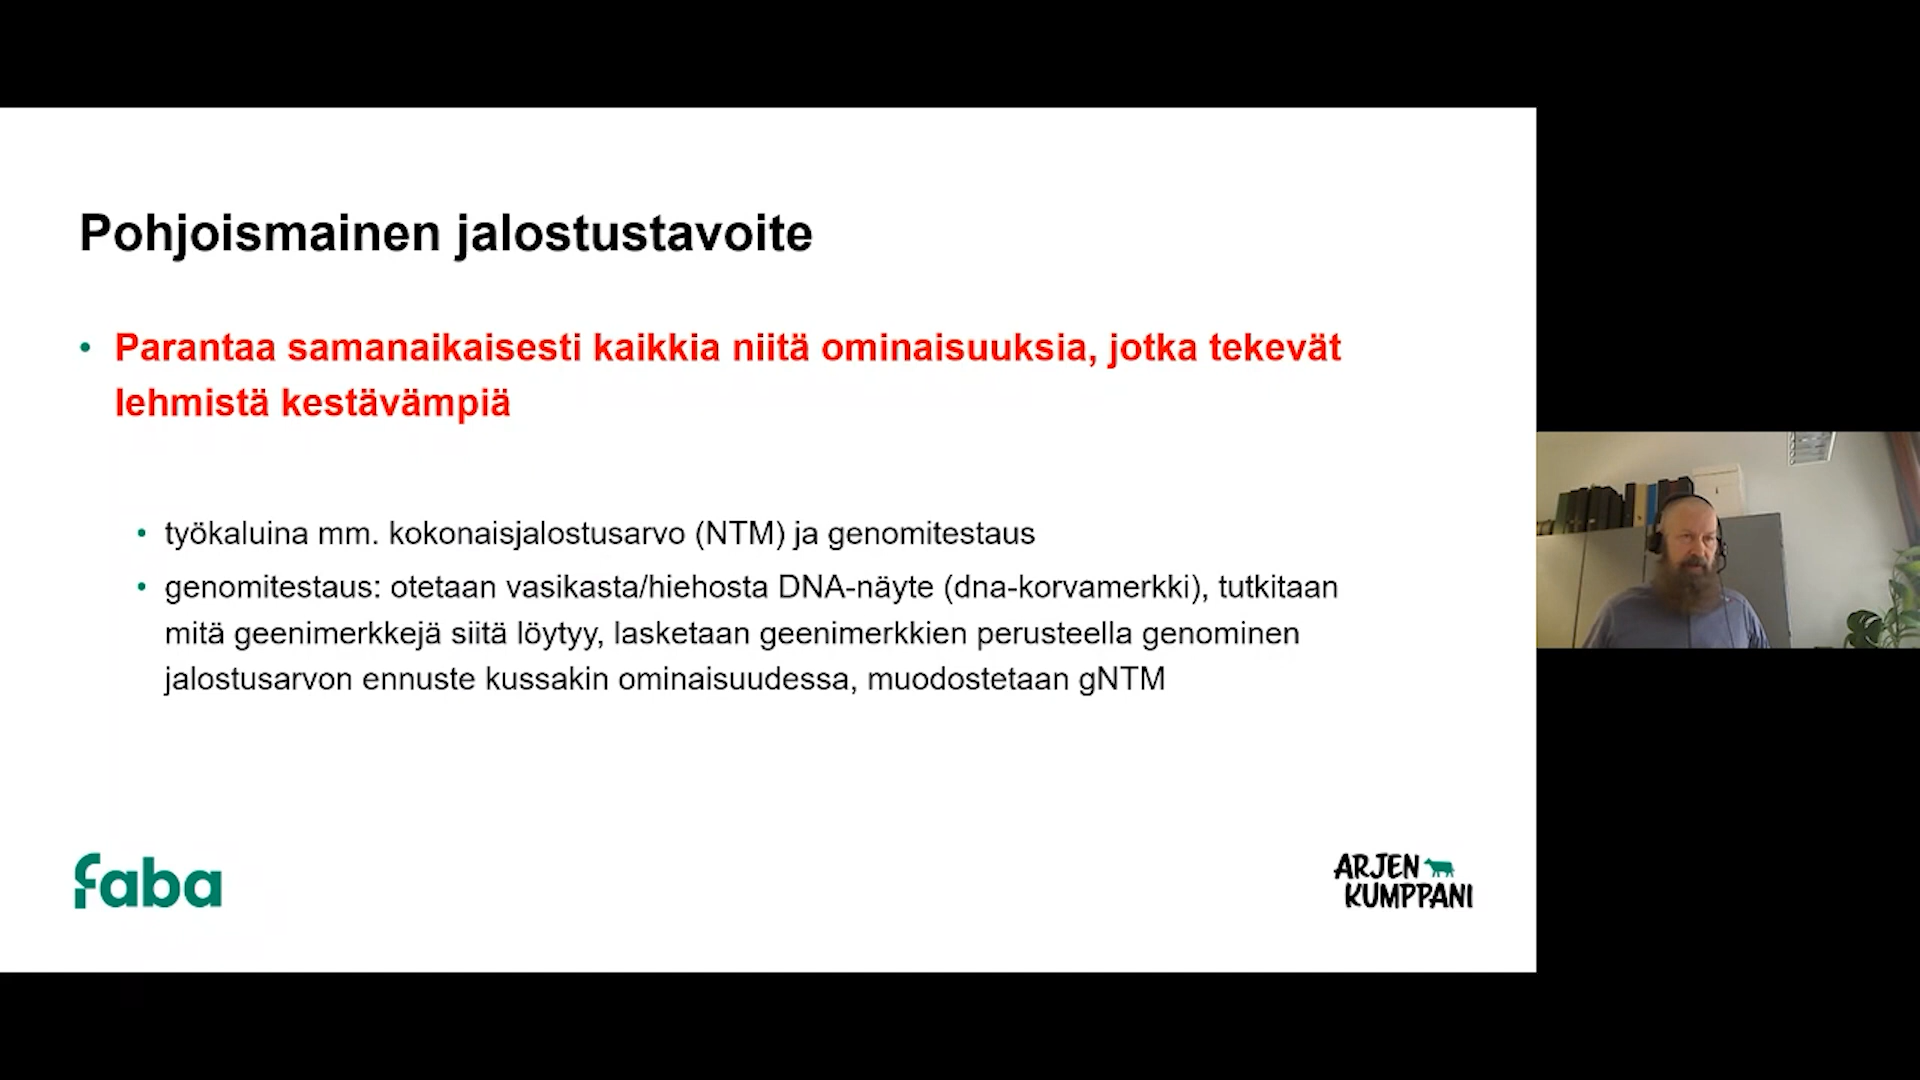 Pohjoismainen jalostustavoite
• Parantaa samanaikaisesti kaikkia niitä ominaisuuksia, jotka tekevät
lehmistä kestävämpiä
• työkaluina mm. kokonaisjalostusarvo (NTM) ja genomitestaus
• genomitestaus: otetaan vasikasta/hiehosta DNA-näyte (dna-korvamerkki), tutkitaan
mitä geenimerkkejä siitä löytyy, lasketaan geenimerkkien perusteella genominen
jalostusarvon ennuste kussakin ominaisuudessa, muodostetaan gNTM
faba
ARJEN
KUMPPANI